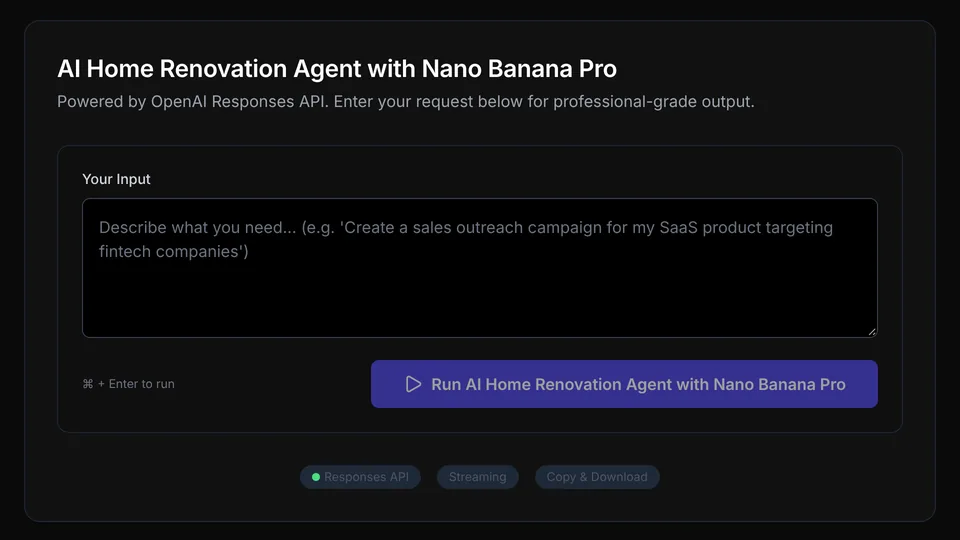 AI Home Renovation Agent with Nano Banana Pro
Powered by OpenAI Responses API. Enter your request below for professional-grade output.
Your Input
Describe what you need... (e.g. 'Create a sales outreach campaign for my SaaS product targeting
fintech companies')
⌘ + Enter to run
Run AI Home Renovation Agent with Nano Banana Pro
Responses API
Streaming
Copy & Download